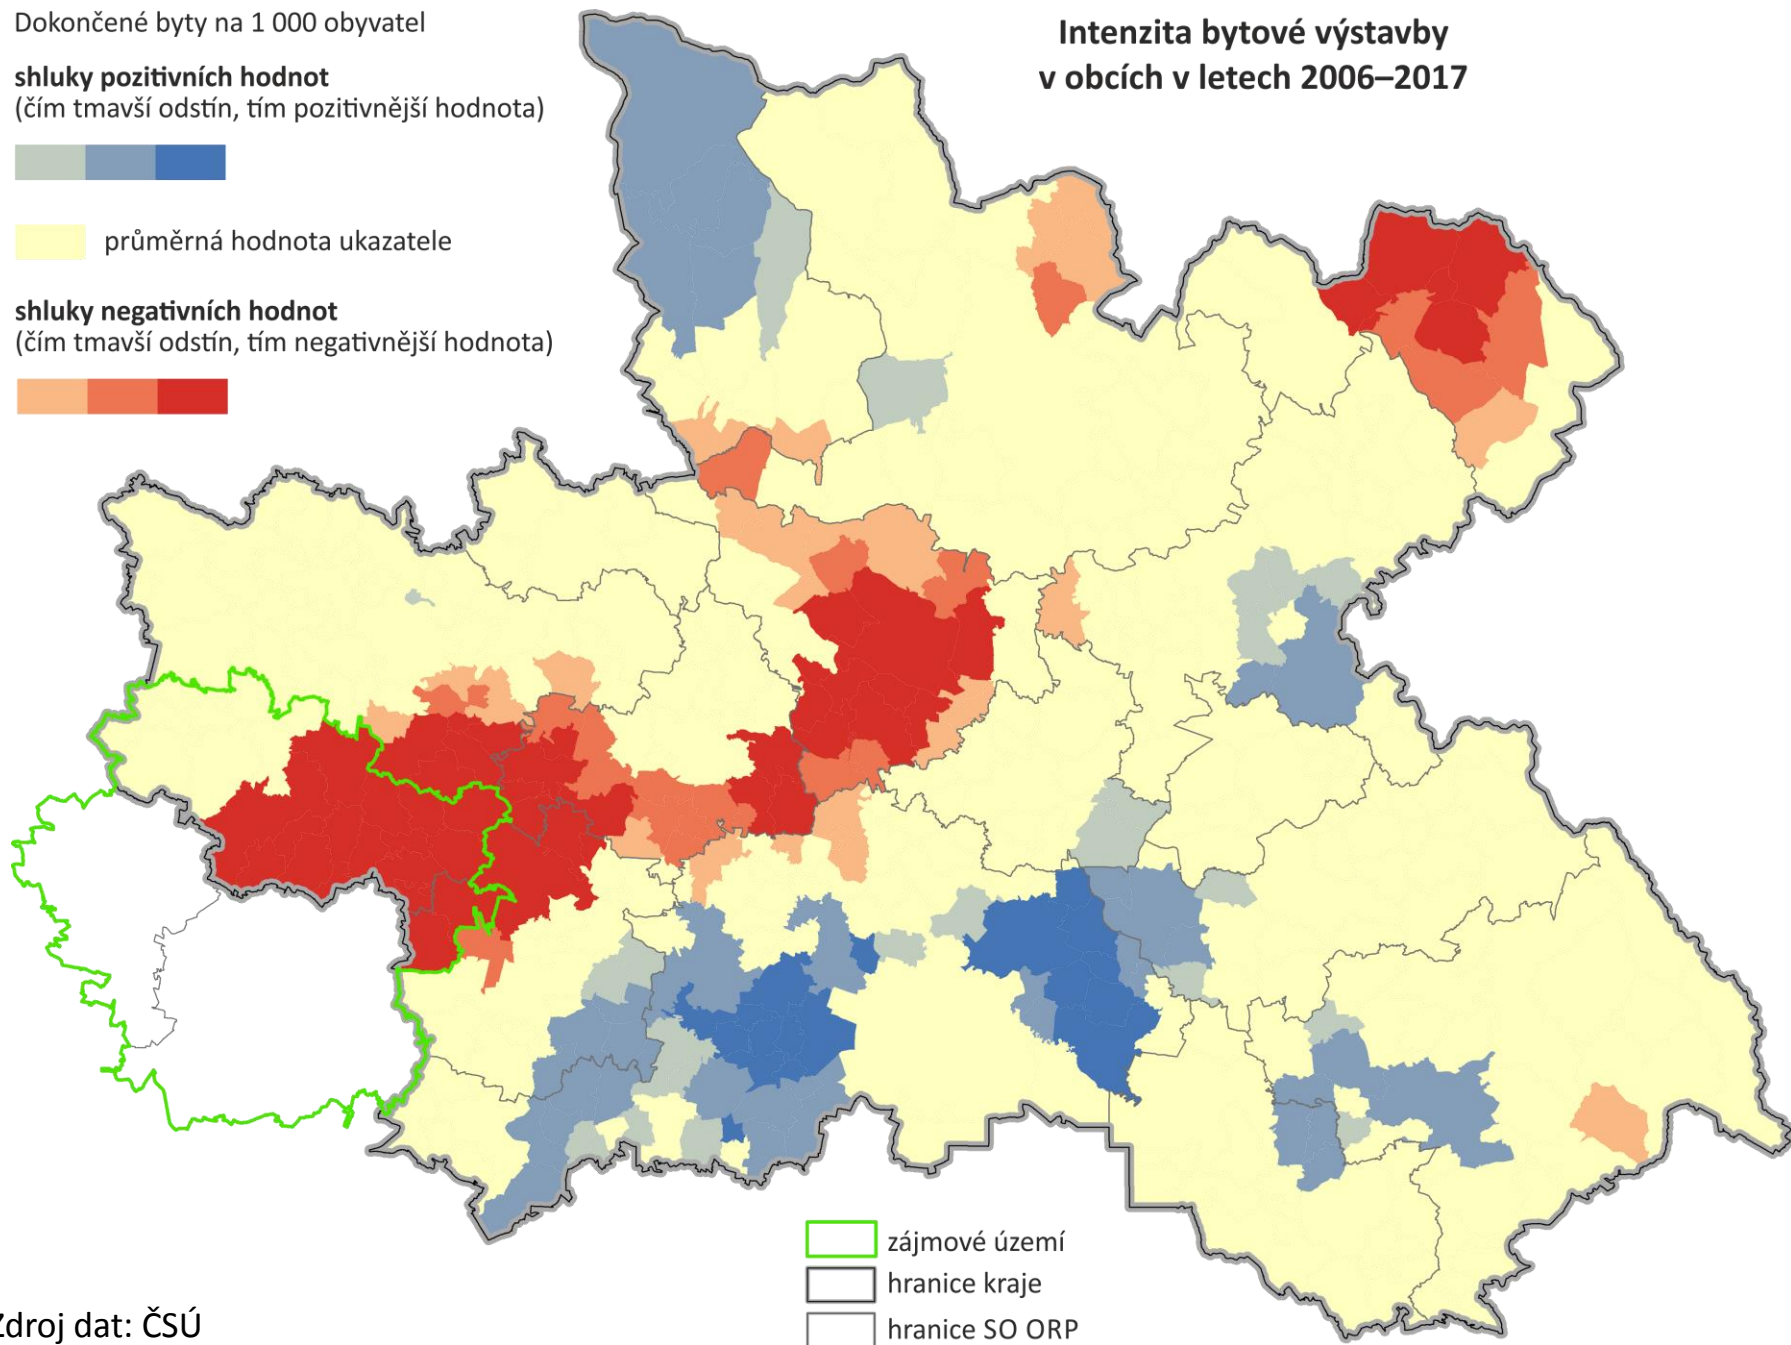 Dokončené byty na 1 000 obyvatel
shluky pozitivních hodnot
(čím tmavší odstín, tím pozitivnější hodnota)
průměrná hodnota ukazatele
shluky negativních hodnot
(čím tmavší odstín, tím negativnější hodnota)
Intenzita bytové výstavby
v obcích v letech 2006–2017
zájmové území
hranice kraje
hranice SO ORP
Zdroj dat: ČSÚ